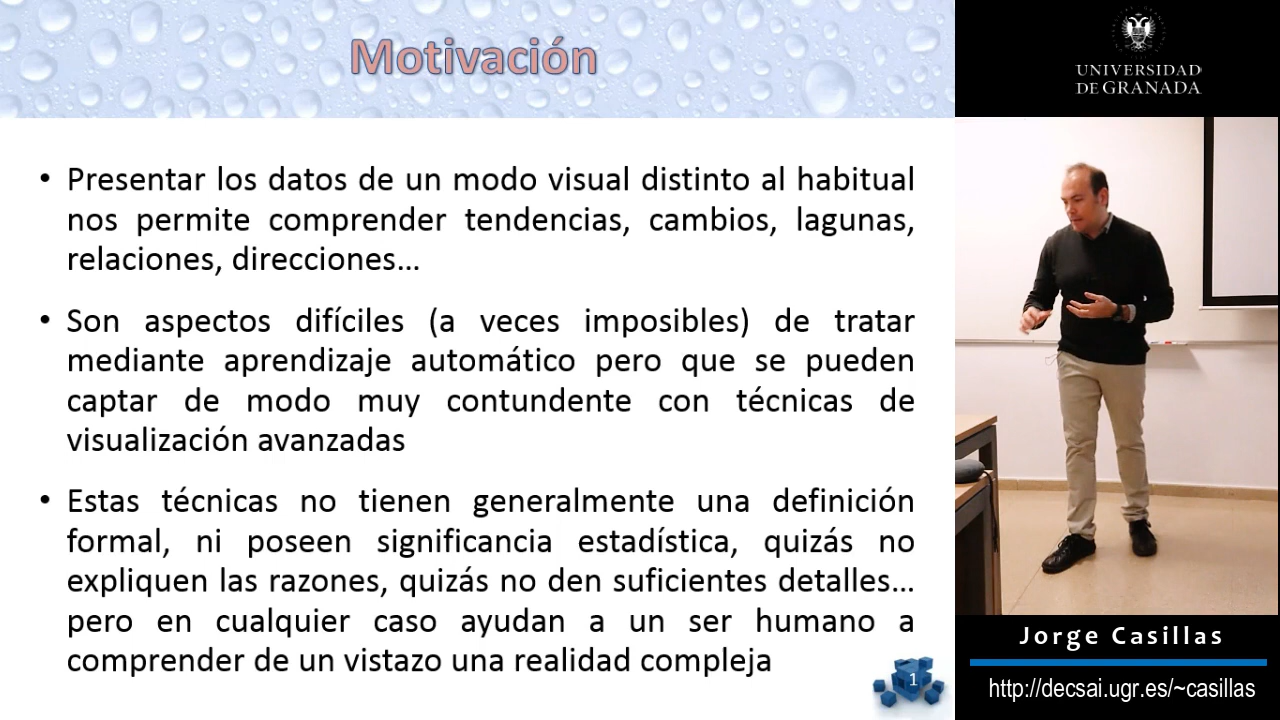 Motivación
UNIVERSIDAD
DE GRANADA
• Presentar los datos de un modo visual distinto al habitual
nos permite comprender tendencias, cambios, lagunas,
relaciones, direcciones...
• Son aspectos difíciles (a veces imposibles) de tratar
mediante aprendizaje automático pero que se pueden
captar de modo muy contundente con técnicas de
visualización avanzadas
• Estas técnicas no tienen generalmente una definición
formal, ni poseen significancia estadística, quizás no
expliquen las razones, quizás no den suficientes detalles...
pero en cualquier caso ayudan a un ser humano a
comprender de un vistazo una realidad compleja
1
Jorge Casillas
http://decsai.ugr.es/~casillas